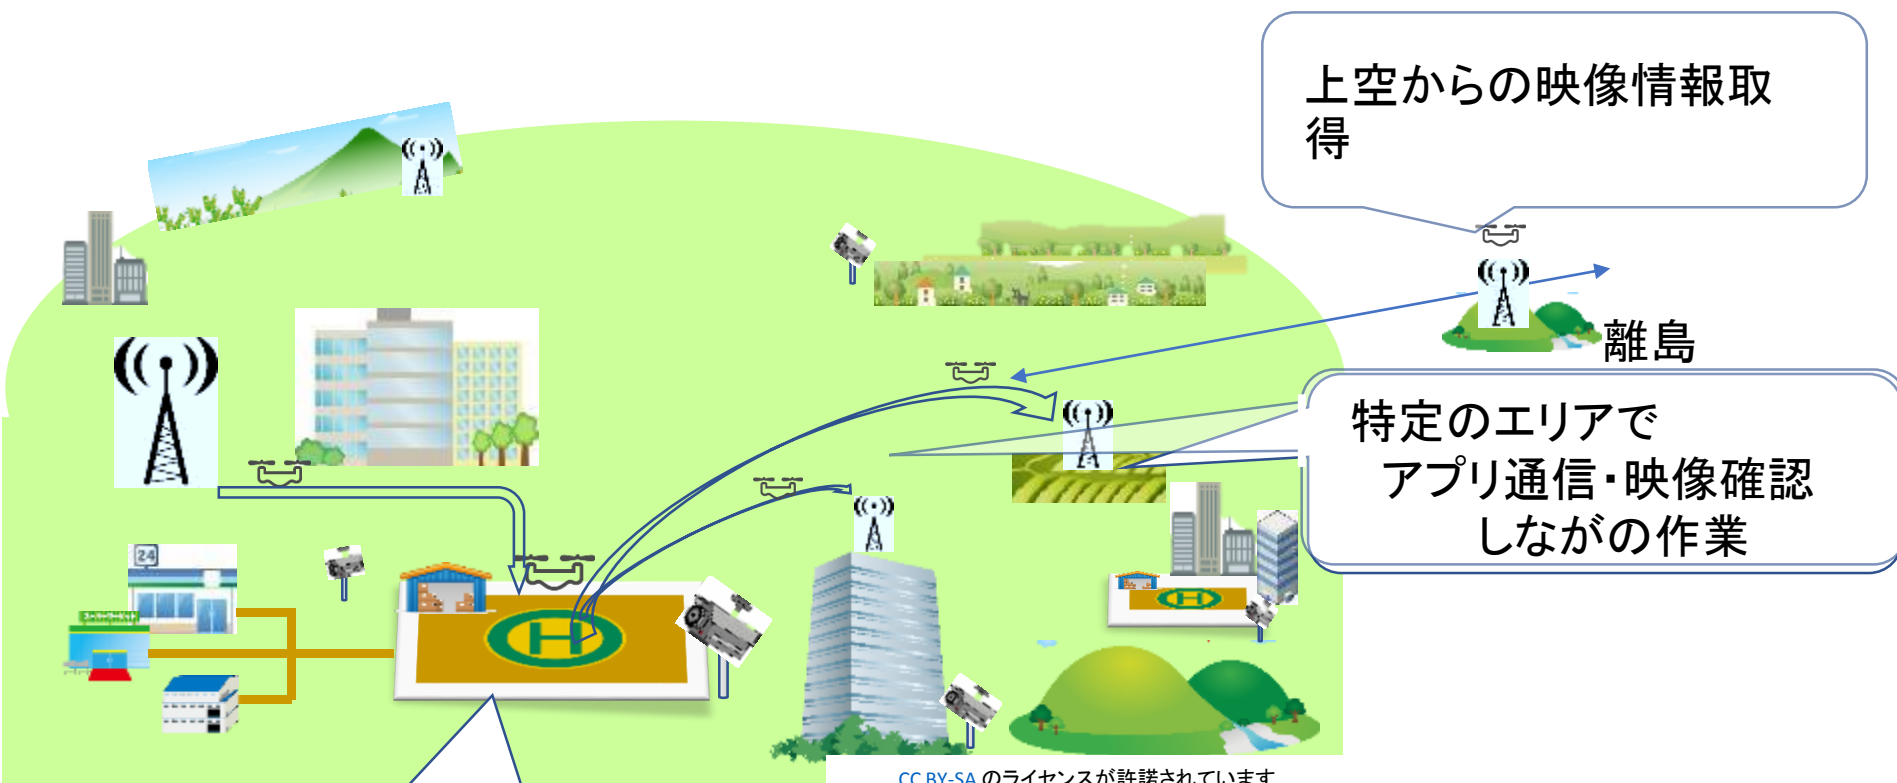 上空からの映像情報取
得
離島
特定のエリアで
アプリ通信・映像確認
しながの作業
24
H
H
CC BY-SA のライセンスが許諾されています